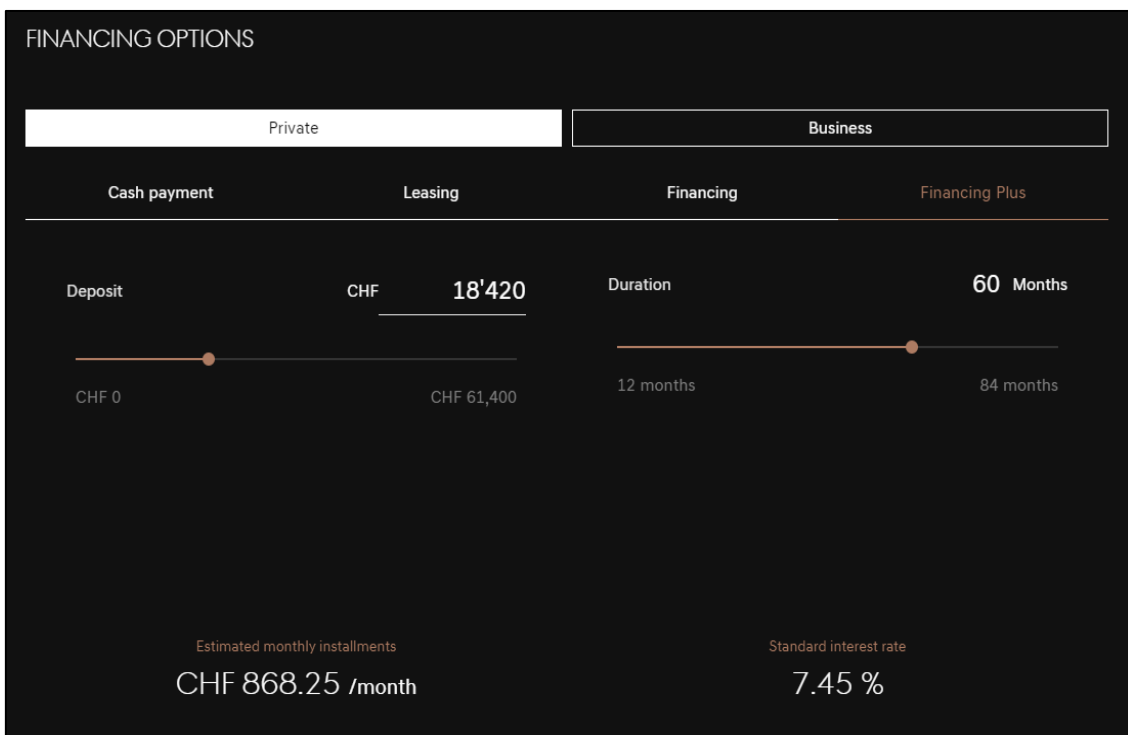 FINANCING OPTIONS
Private
Business
Cash payment
Leasing
Financing
Financing Plus
Deposit
CHF 18'420
Duration
60 Months
CHF 0
CHF 61,400
12 months
84 months
Estimated monthly installments
CHF 868.25 /month
Standard interest rate
7.45 %